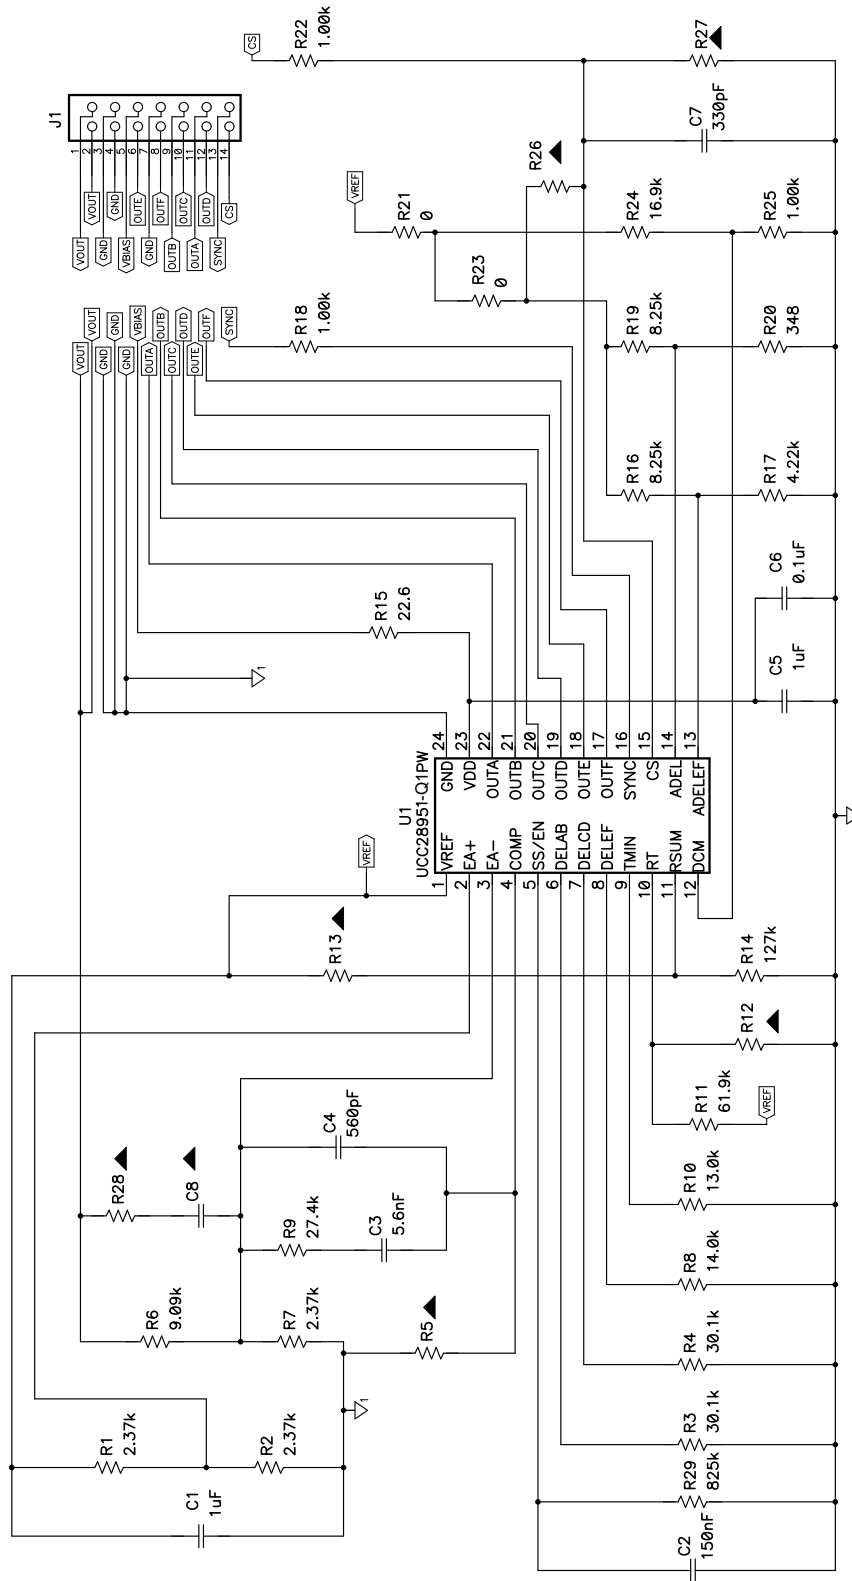 J1
1
2
3
4
5
6
7
8
9
10
11
12
13
14
VOUT
VOUT
GND
GND
VBIAS
OUTE
GND
OUTF
OUTB
OUTC
OUTA
OUTD
SYNC
CS
CS
R22
1.00k
R27
C7
330pF
R26
VREF
R21
0
R24
16.9k
R25
1.00k
R23
0
VOUT
VOUT
GND
GND
GND
VBIAS
OUTA
OUTB
OUTC
OUTD
OUTE
OUTF
SYNC
R18
1.00k
R19
8.25k
R20
348
R16
8.25k
R17
4.22k
C6
0.1uF
R15
22.6
C5
1uF
1
U1
UCC28951-Q1PW
24
23
22
21
20
19
18
17
16
15
14
13
GND
VDD
OUTA
OUTB
OUTC
OUTD
OUTE
OUTF
SYNC
CS
ADEL
ADELEF
VREF
EA+
EA-
COMP
SS/EN
DELAB
DELCD
DELEF
TMIN
RT
RSUM
DCM
1
2
3
4
5
6
7
8
9
10
11
12
VREF
R13
R14
127k
R12
R11
61.9k
VREF
C4
560pF
R28
C8
R9
27.4k
C3
5.6nF
R10
13.0k
R8
14.0k
R6
9.09k
R7
2.37k
R5
R4
30.1k
1
R1
2.37k
R2
2.37k
R3
30.1k
R29
825k
C1
1uF
C2
150nF